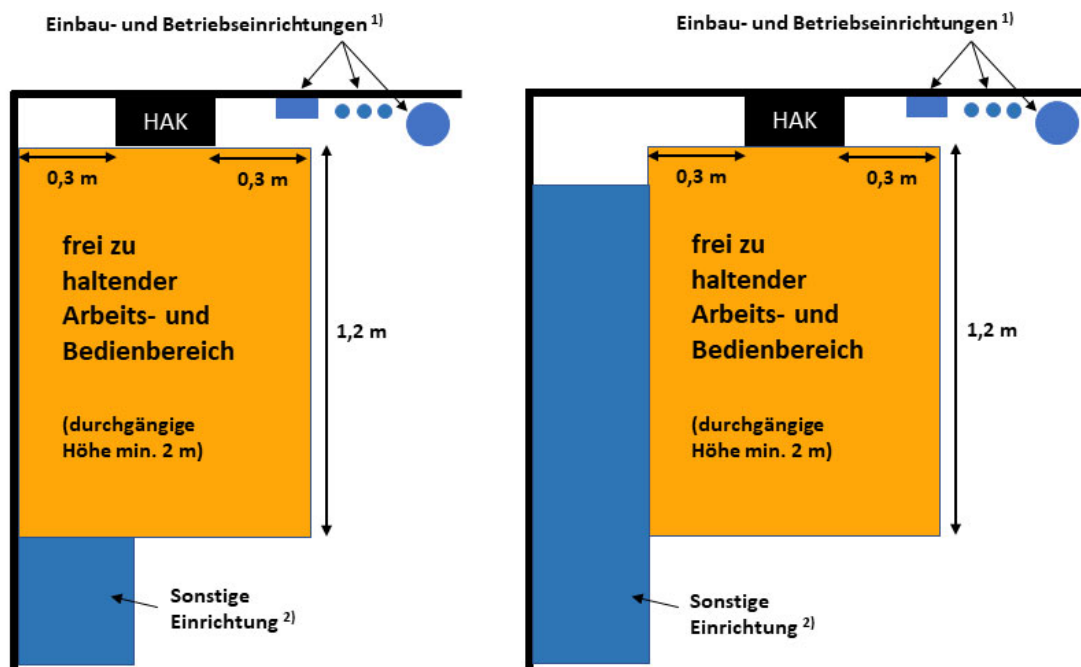 Einbau- und Betriebseinrichtungen 1)
HAK
0,3 m
0,3 m
frei zu
haltender
Arbeits- und
Bedienbereich
(durchgängige
Höhe min. 2 m)
1,2 m
Sonstige
Einrichtung 2)
Einbau- und Betriebseinrichtungen 1)
HAK
0,3 m
0,3 m
frei zu
haltender
Arbeits- und
Bedienbereich
(durchgängige
Höhe min. 2 m)
1,2 m
Sonstige
Einrichtung 2)